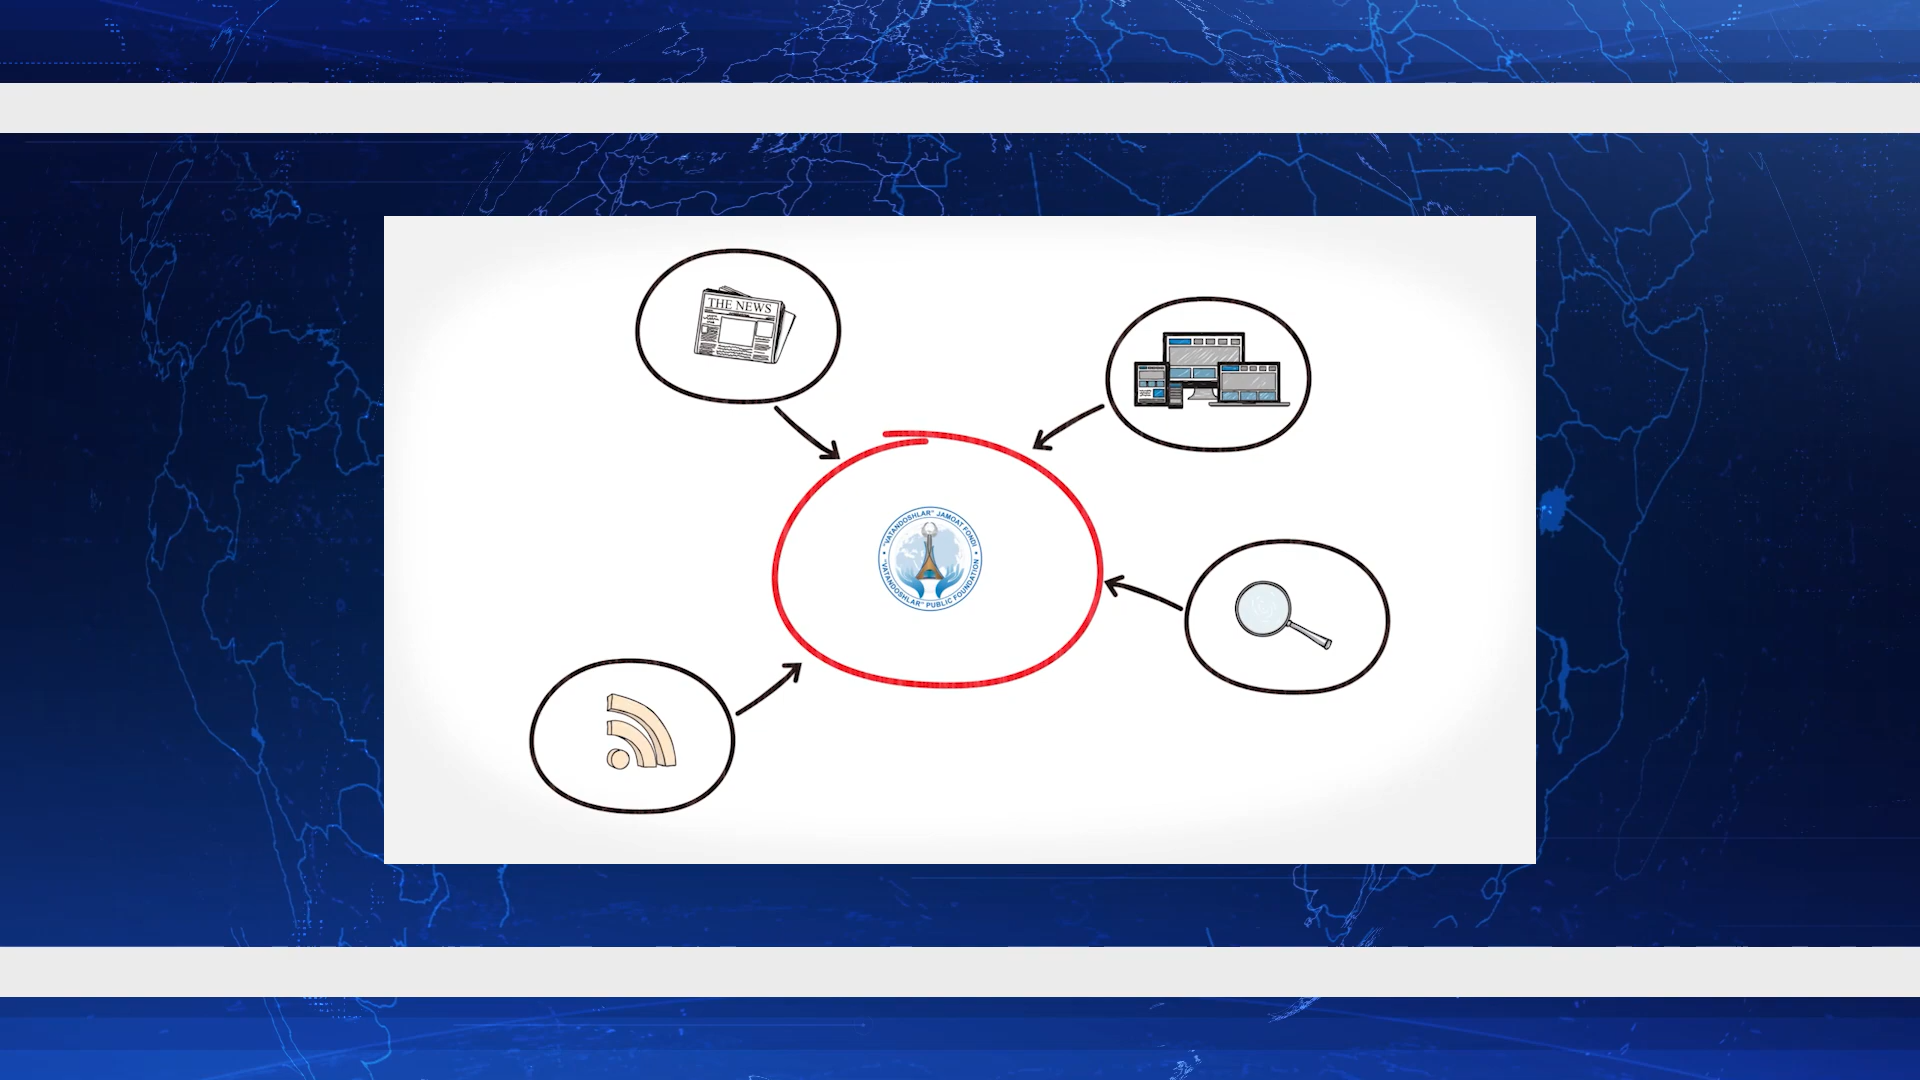 THE NEWS
"VATANDOSHLAR" JAMOAT FONDI
"VATANDOSHLAR" PUBLIC FOUNDATION